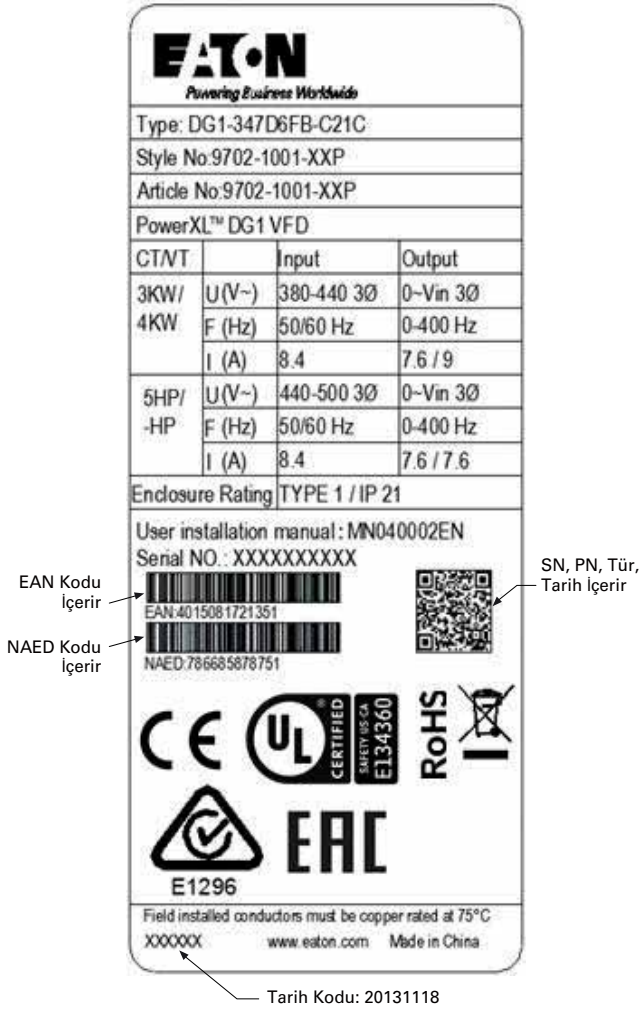 EATON
Powering Business Worldwide
Type: DG1-347D6FB-C21C
Style No:9702-1001-XXP
Article No:9702-1001-XXP
PowerXL™ DG1 VFD
CT/VT Input Output
3KW/ 4KW U(V~) 380-440 3Ø 0~Vin 3Ø
F (Hz) 50/60 Hz 0-400 Hz
I (A) 8.4 7.6 / 9
5HP/ -HP U(V~) 440-500 3Ø 0~Vin 3Ø
F (Hz) 50/60 Hz 0-400 Hz
I (A) 8.4 7.6 / 7.6
Enclosure Rating TYPE 1 / IP 21
User installation manual: MN040002EN
Serial NO.: XXXXXXXXXX
EAN Kodu
İçerir
EAN:4015081721351
NAED Kodu
İçerir
NAED:786685878751
SN, PN, Tür,
Tarih İçerir
CE
UL
®
CERTIFIED
SAFETY US-CA
E134360
RoHS
E1296
EAC
Field installed conductors must be copper rated at 75°C
XXXXXX www.eaton.com Made in China
Tarih Kodu: 20131118